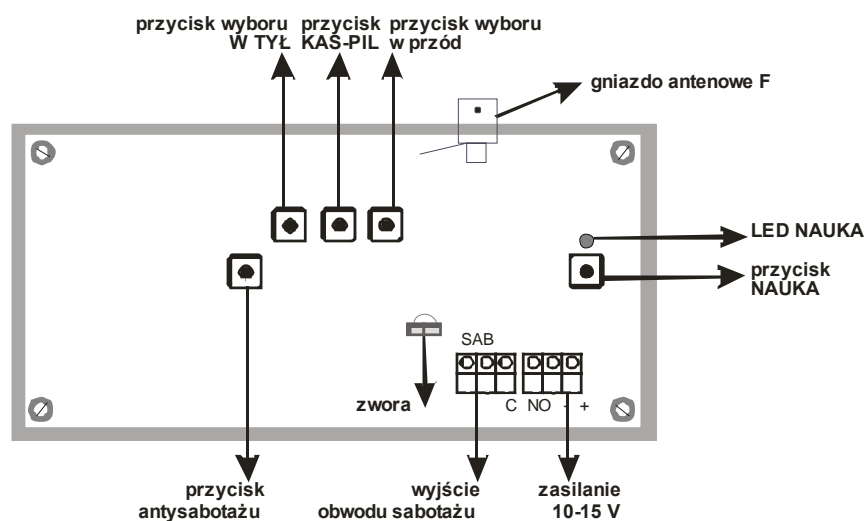 przycisk wyboru
W TYŁ
przycisk
KAS-PIL
przycisk wyboru
w przód
gniazdo antenowe F
LED NAUKA
przycisk
NAUKA
SAB
zwora
C NO - +
przycisk
antysabotażu
wyjście
obwodu sabotażu
zasilanie
10-15 V